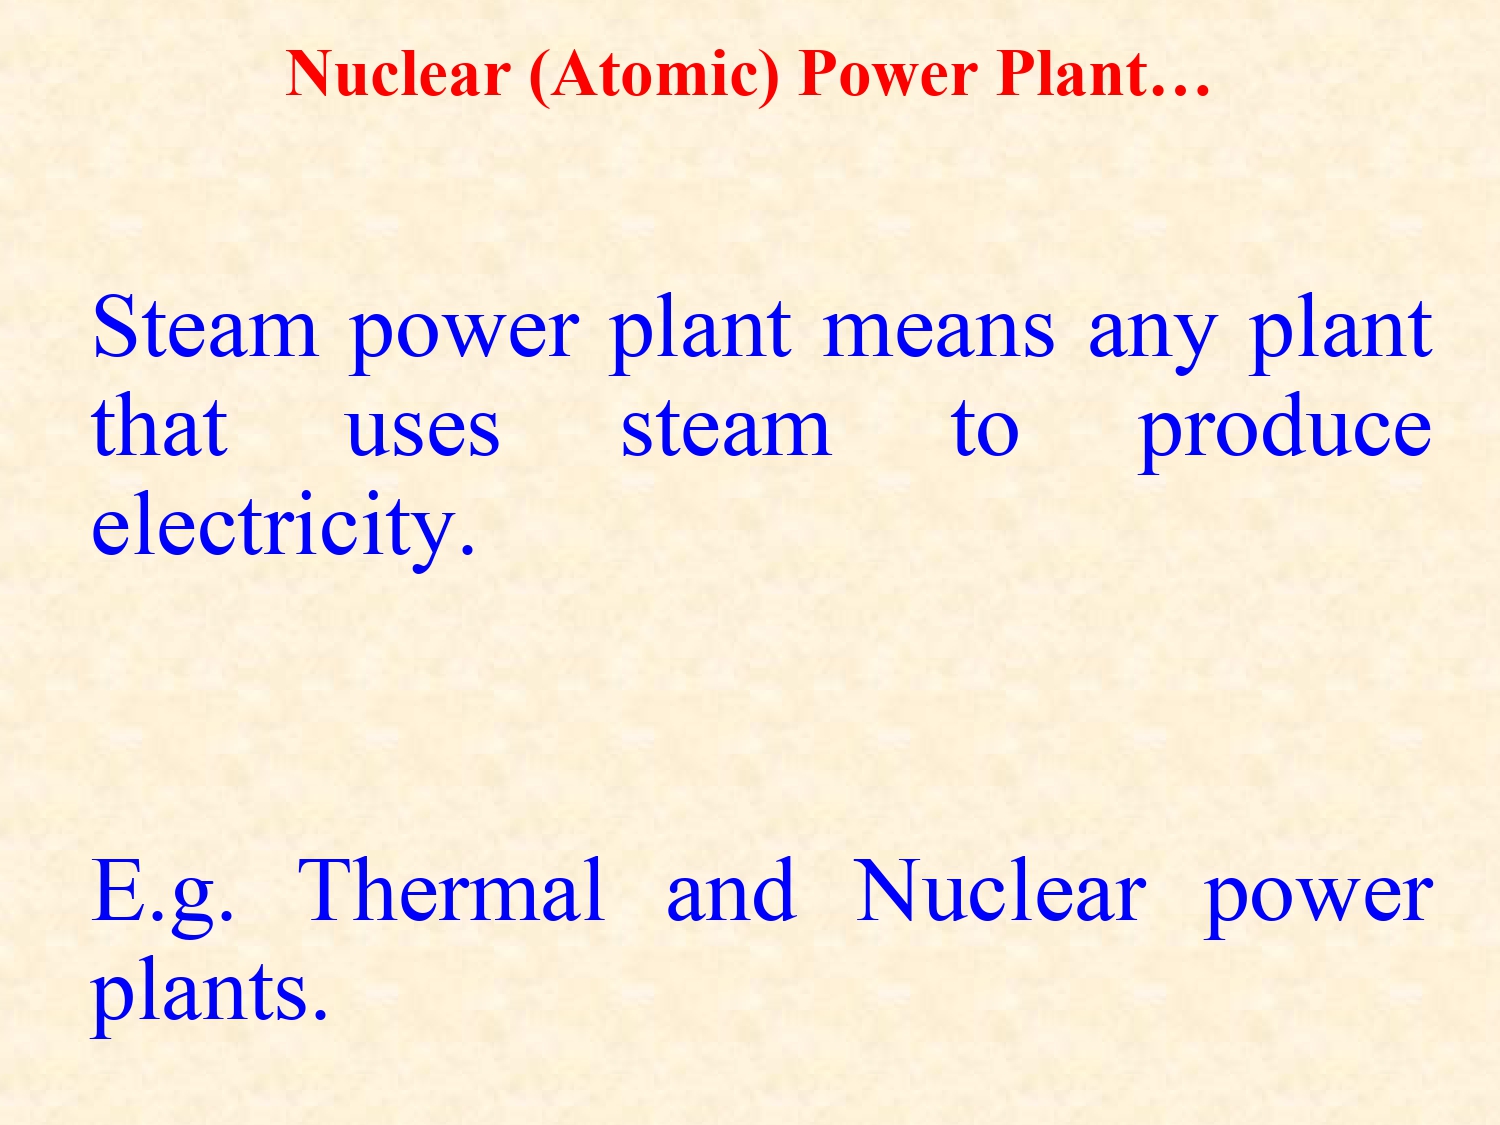 Nuclear (Atomic) Power Plant…
Steam power plant means any plant
that uses steam to produce
electricity.
E.g. Thermal and Nuclear power
plants.